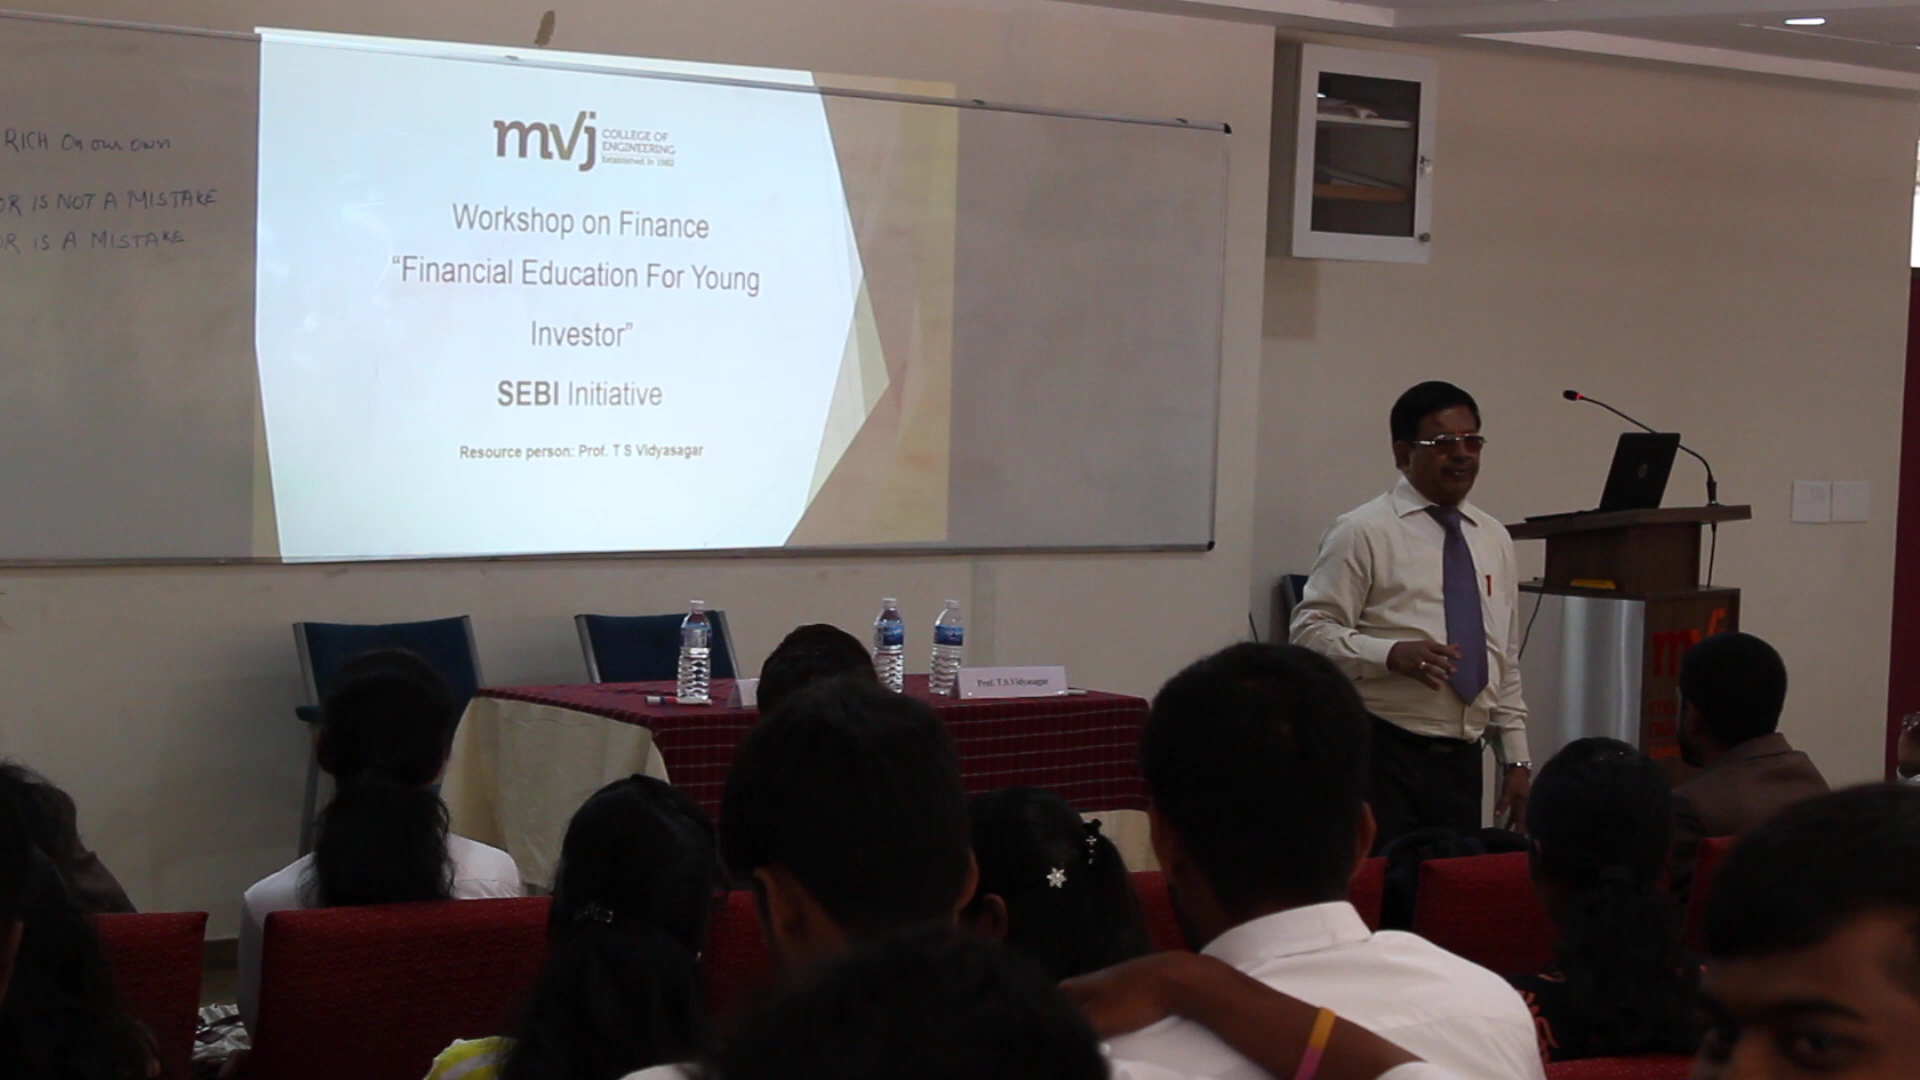 RICH On our own
OR IS NOT A MISTAKE
OR IS A MISTAKE
mvj COLLEGE OF
ENGINEERING
Established in 1982
Workshop on Finance
“Financial Education For Young
Investor”
SEBI Initiative
Resource person: Prof. T S Vidyasagar
Prof. T.S.Vidyasagar
mvj